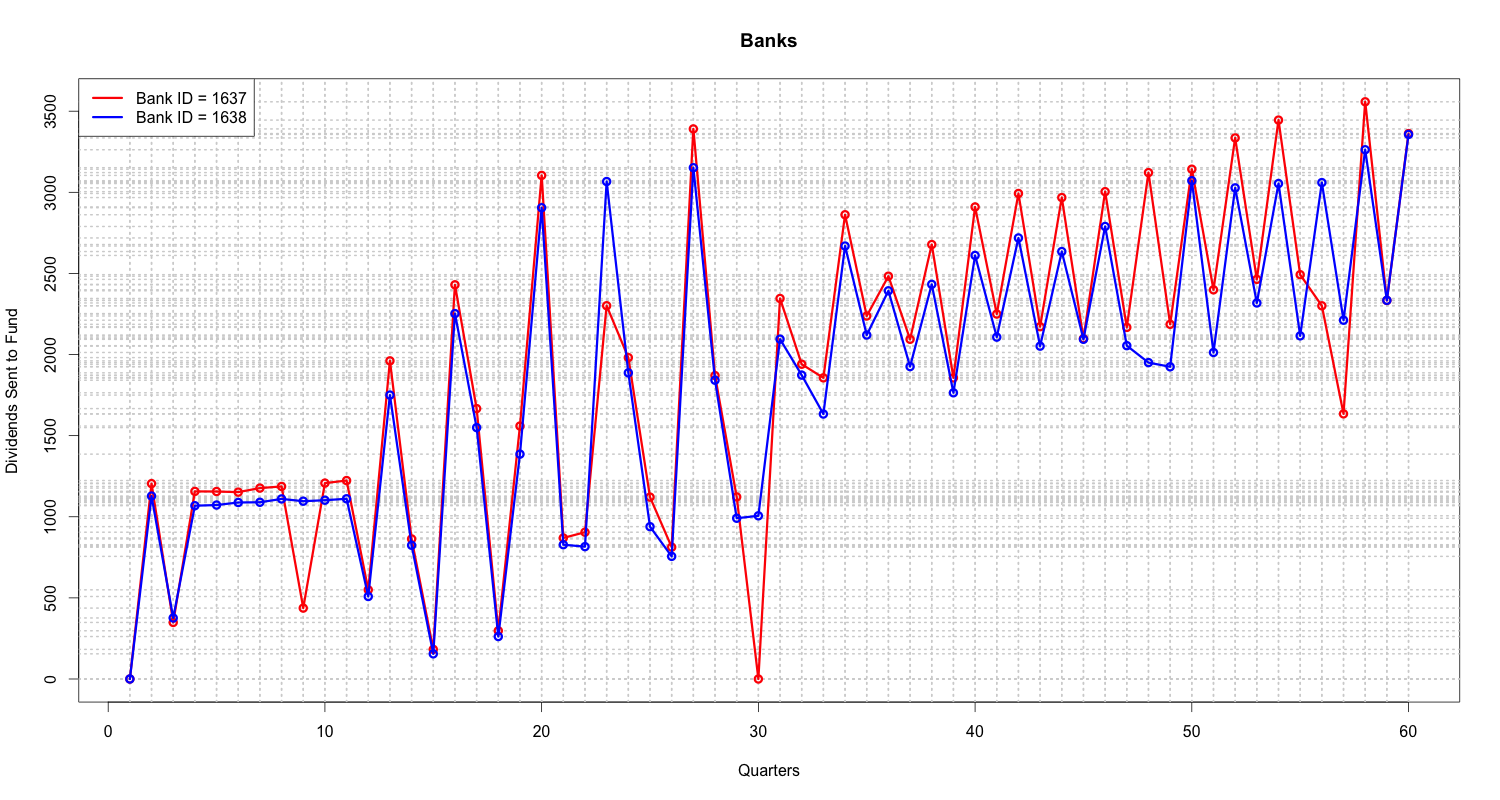 Banks
Bank ID = 1637
Bank ID = 1638
Dividends Sent to Fund
3500
3000
2500
2000
1500
1000
500
0
0 10 20 30 40 50 60
Quarters